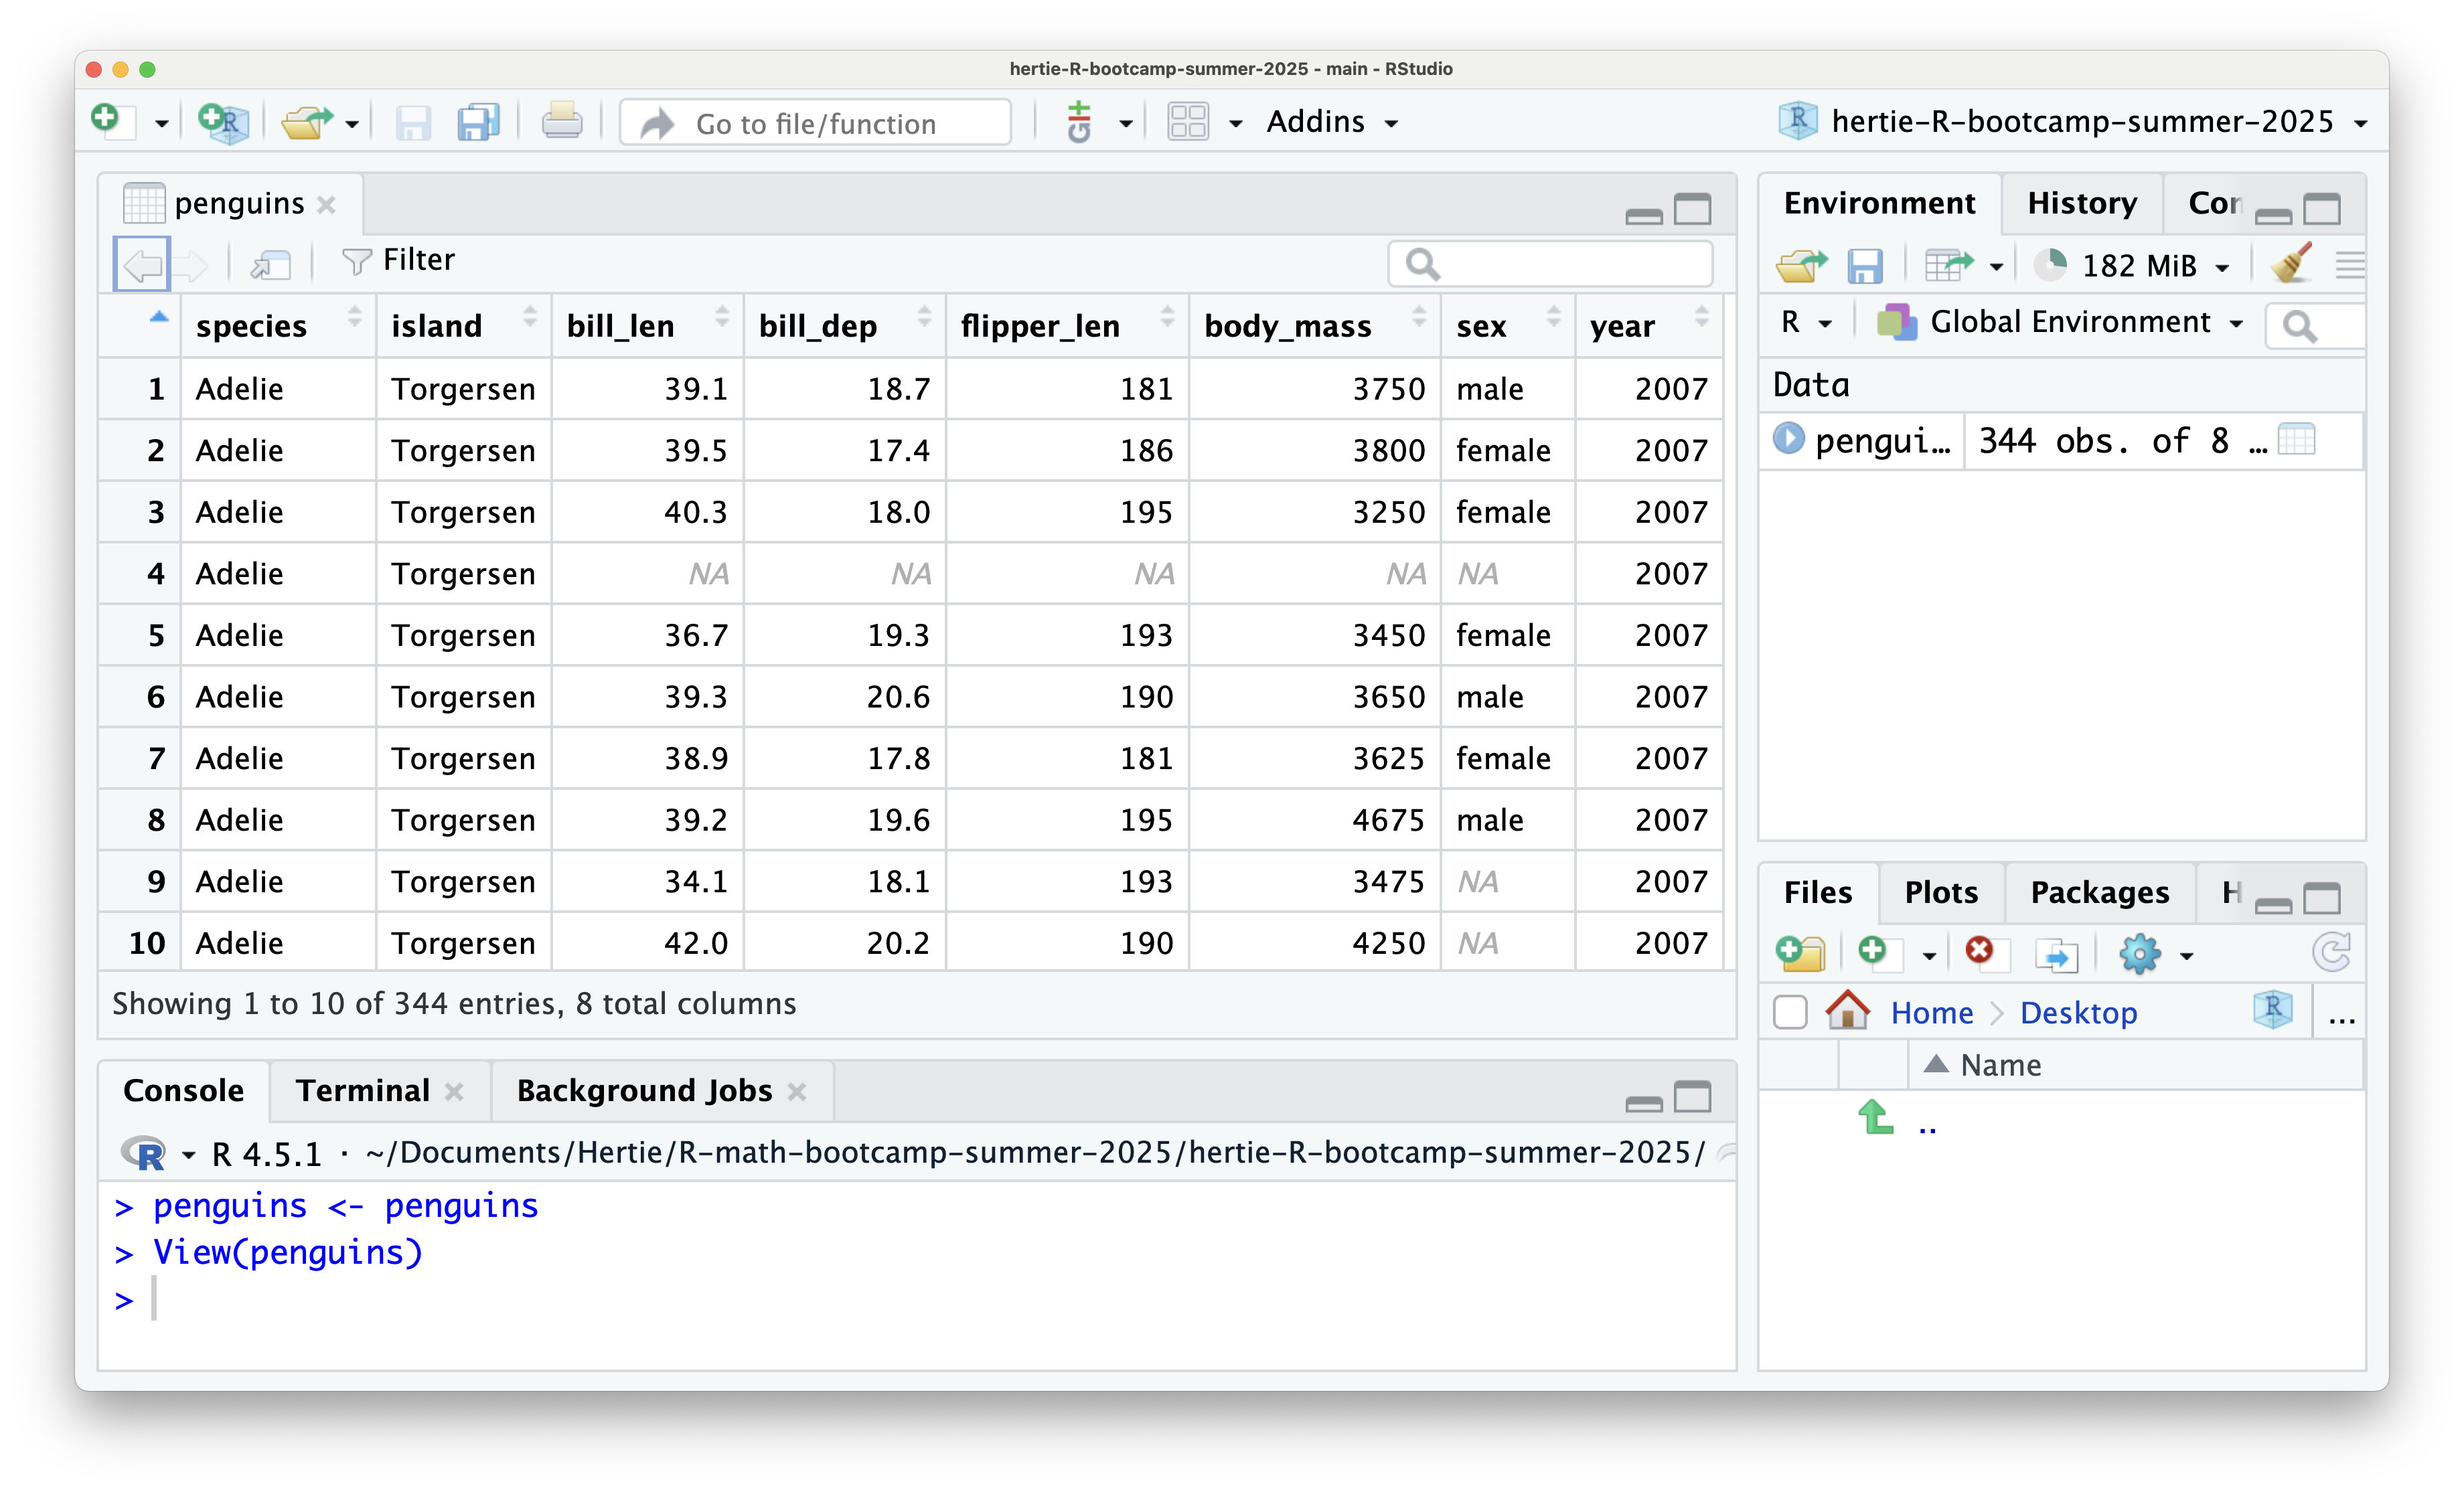 hertie-R-bootcamp-summer-2025 - main - RStudio
Go to file/function Addins hertie-R-bootcamp-summer-2025
penguins
Filter
species island bill_len bill_dep flipper_len body_mass sex year
1 Adelie Torgersen 39.1 18.7 181 3750 male 2007
2 Adelie Torgersen 39.5 17.4 186 3800 female 2007
3 Adelie Torgersen 40.3 18.0 195 3250 female 2007
4 Adelie Torgersen NA NA NA NA NA 2007
5 Adelie Torgersen 36.7 19.3 193 3450 female 2007
6 Adelie Torgersen 39.3 20.6 190 3650 male 2007
7 Adelie Torgersen 38.9 17.8 181 3625 female 2007
8 Adelie Torgersen 39.2 19.6 195 4675 male 2007
9 Adelie Torgersen 34.1 18.1 193 3475 NA 2007
10 Adelie Torgersen 42.0 20.2 190 4250 NA 2007
Showing 1 to 10 of 344 entries, 8 total columns
Console Terminal Background Jobs
R 4.5.1 · ~/Documents/Hertie/R-math-bootcamp-summer-2025/hertie-R-bootcamp-summer-2025/
> penguins <- penguins
> View(penguins)
>
Environment History Con
182 MiB
R Global Environment
Data
pengui… 344 obs. of 8 …
Files Plots Packages H
Home Desktop ...
Name
..